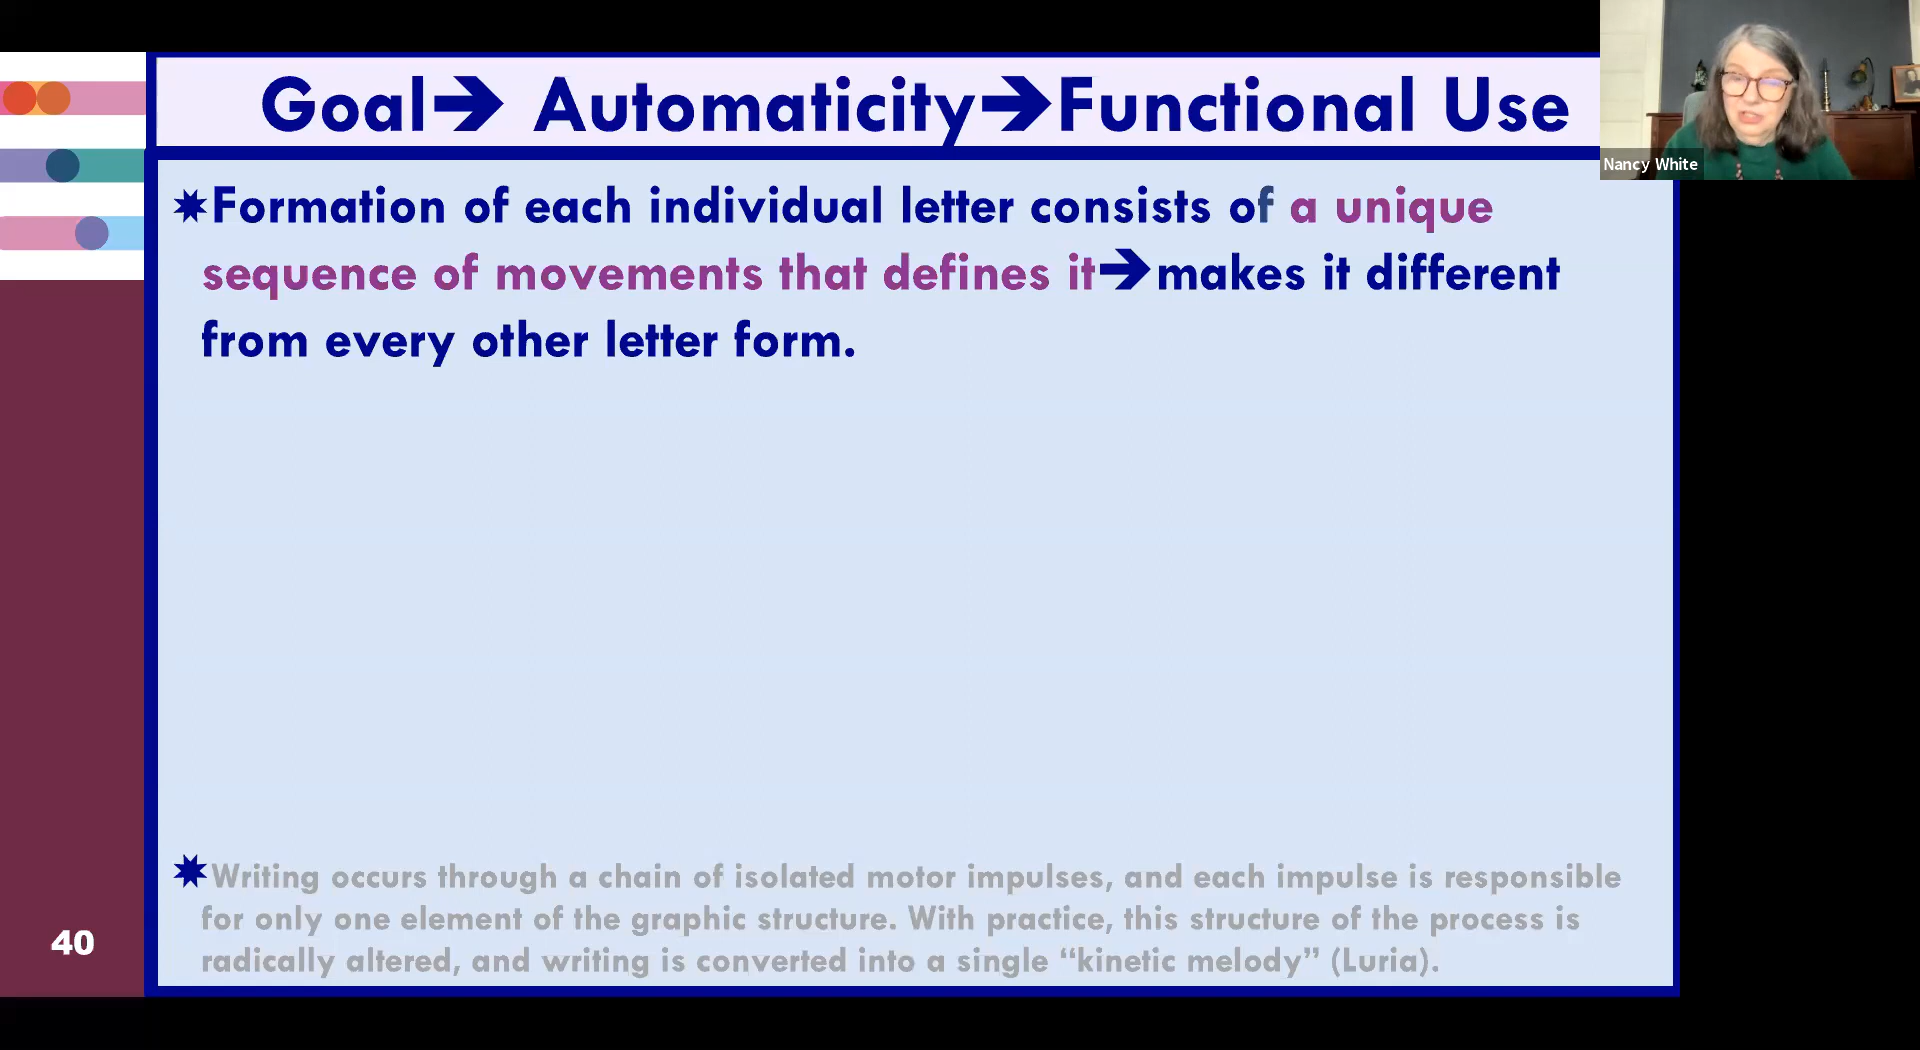 Goal➔ Automaticity➔Functional Use
Nancy White
✷Formation of each individual letter consists of a unique
sequence of movements that defines it➔makes it different
from every other letter form.
✷Writing occurs through a chain of isolated motor impulses, and each impulse is responsible
for only one element of the graphic structure. With practice, this structure of the process is
radically altered, and writing is converted into a single “kinetic melody” (Luria).
40